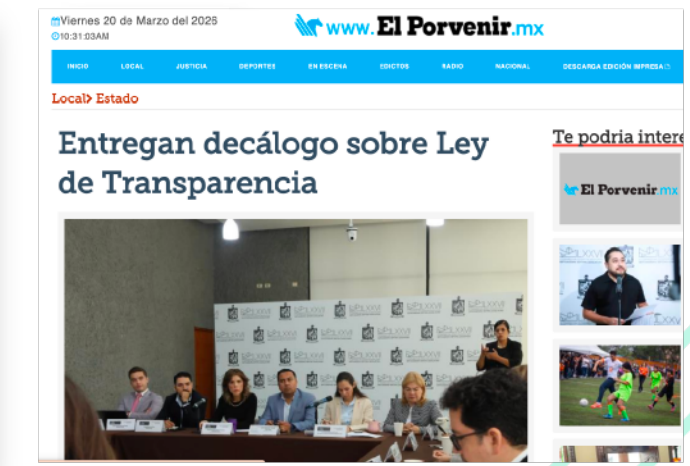 Viernes 20 de Marzo del 2026
10:31:03AM
www.El Porvenir.mx
INICIO LOCAL JUSTICIA DEPORTES EN ESCENA EDICTOS RADIO NACIONAL DESCARGA EDICIÓN IMPRESA
Local> Estado
Entregan decálogo sobre Ley
de Transparencia
Te podria intere
El Porvenir.mx